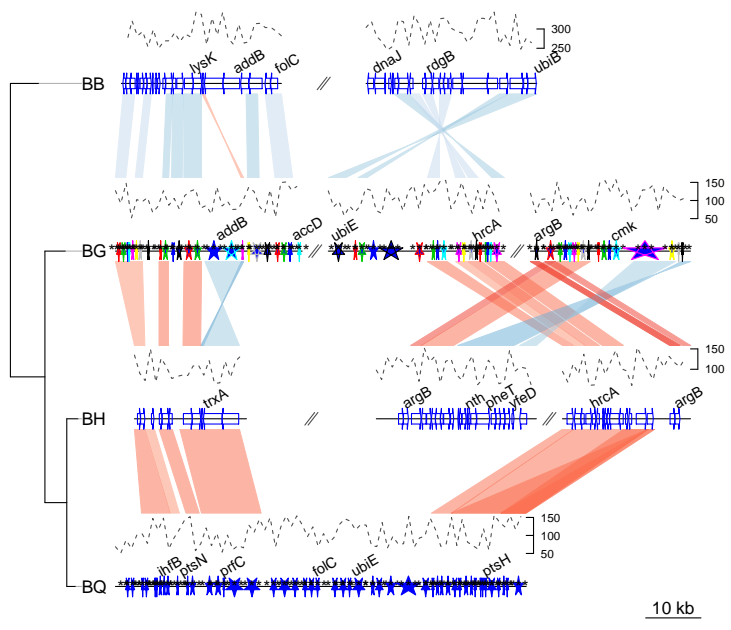 300
250
lysK addB folC dnaJ rdgB ubiB
BB //
150
100
50
addB accD ubiE hrcA argB cmk
BG // //
150
100
trxA argB nth pheT yfeD hrcA argB
BH // //
150
100
50
ihfB ptsN prfC folC ubiE ptsH
BQ
10 kb